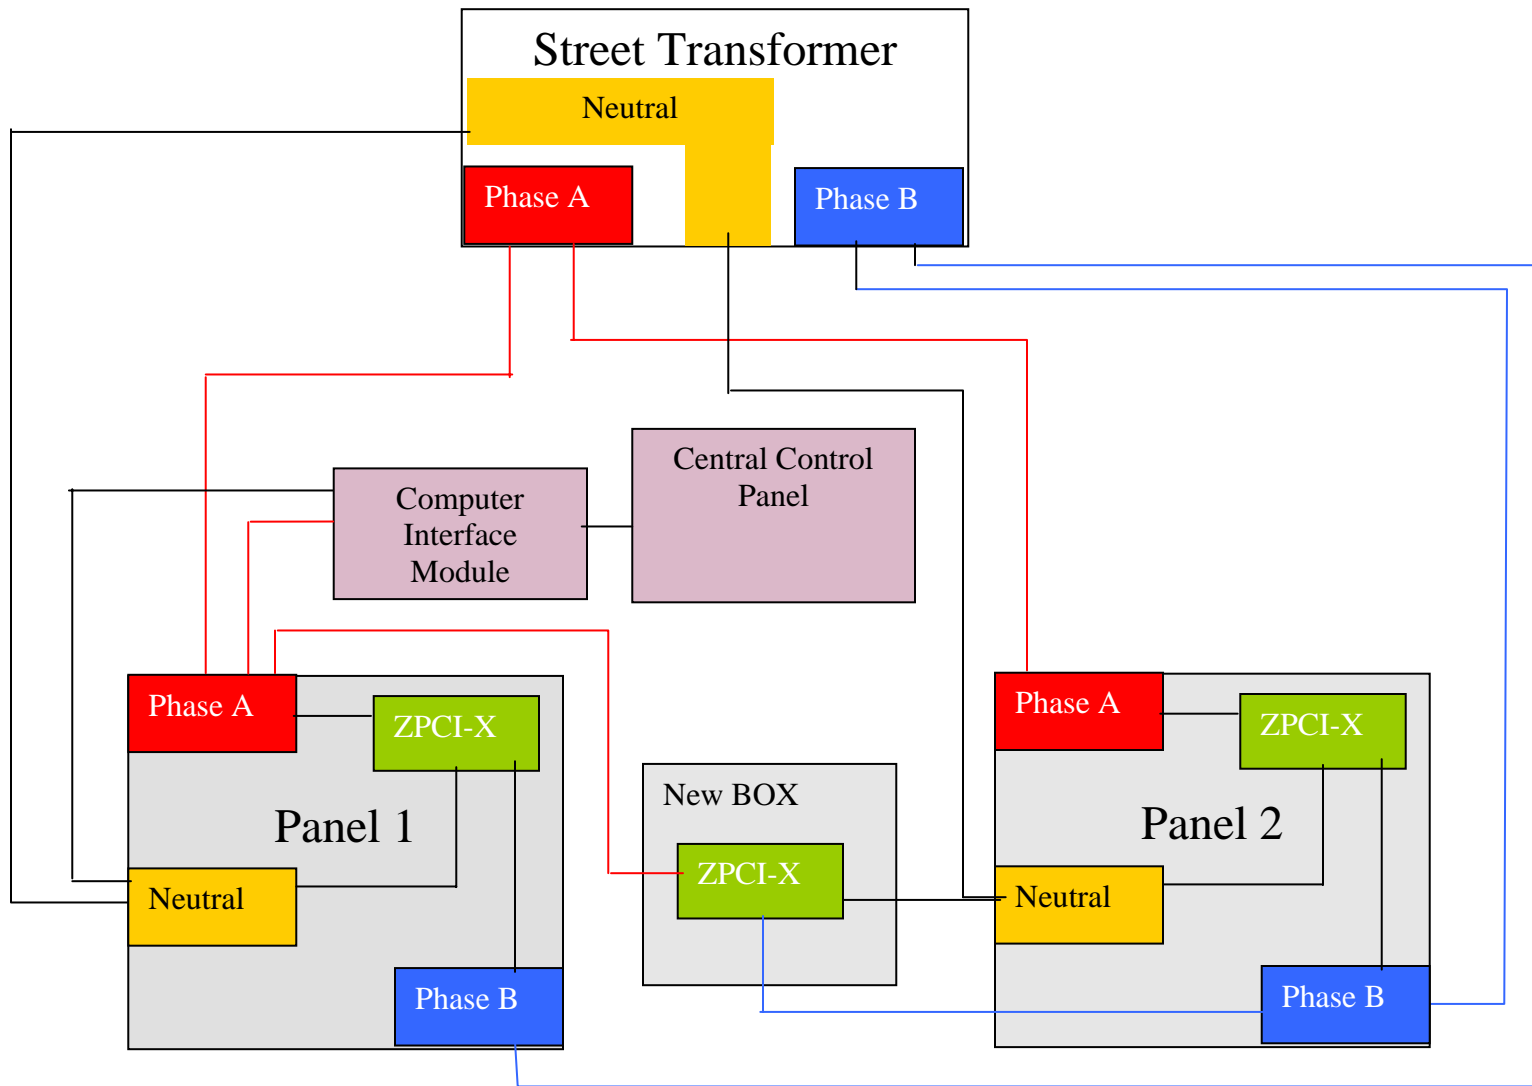 Street Transformer
Neutral
Phase A
Phase B
Central Control
Panel
Computer
Interface
Module
Phase A
ZPCI-X
Panel 1
Neutral
Phase B
New BOX
ZPCI-X
Phase A
ZPCI-X
Panel 2
Neutral
Phase B